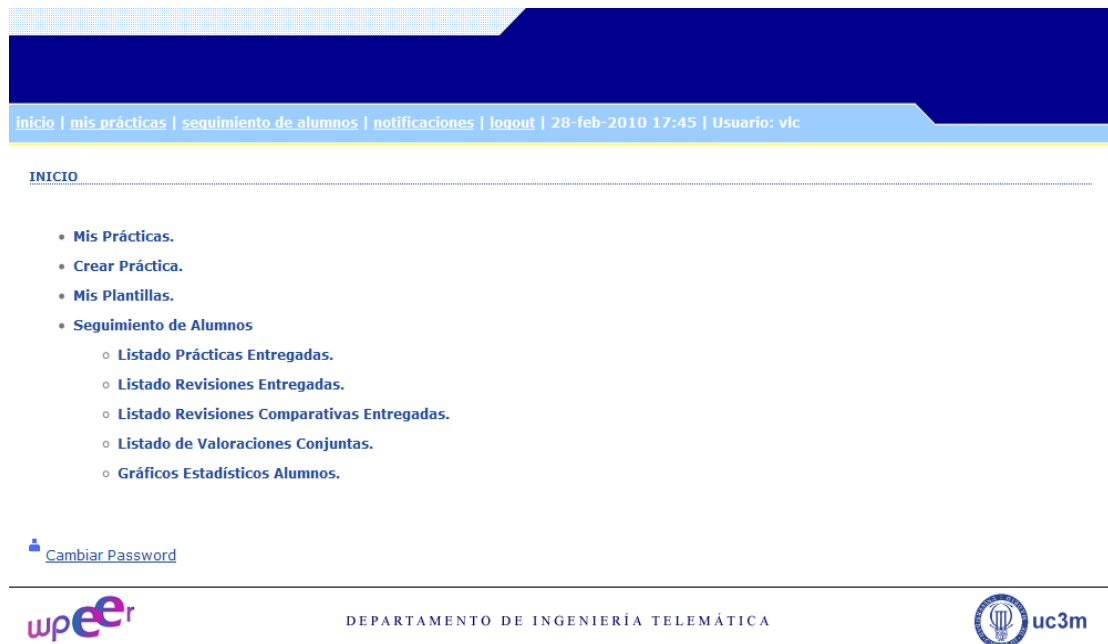 inicio | mis prácticas | seguimiento de alumnos | notificaciones | logout | 28-feb-2010 17:45 | Usuario: vlc
INICIO
Mis Prácticas.
Crear Práctica.
Mis Plantillas.
Seguimiento de Alumnos
Listado Prácticas Entregadas.
Listado Revisiones Entregadas.
Listado Revisiones Comparativas Entregadas.
Listado de Valoraciones Conjuntas.
Gráficos Estadísticos Alumnos.
Cambiar Password
wpeer
DEPARTAMENTO DE INGENIERÍA TELEMÁTICA
uc3m